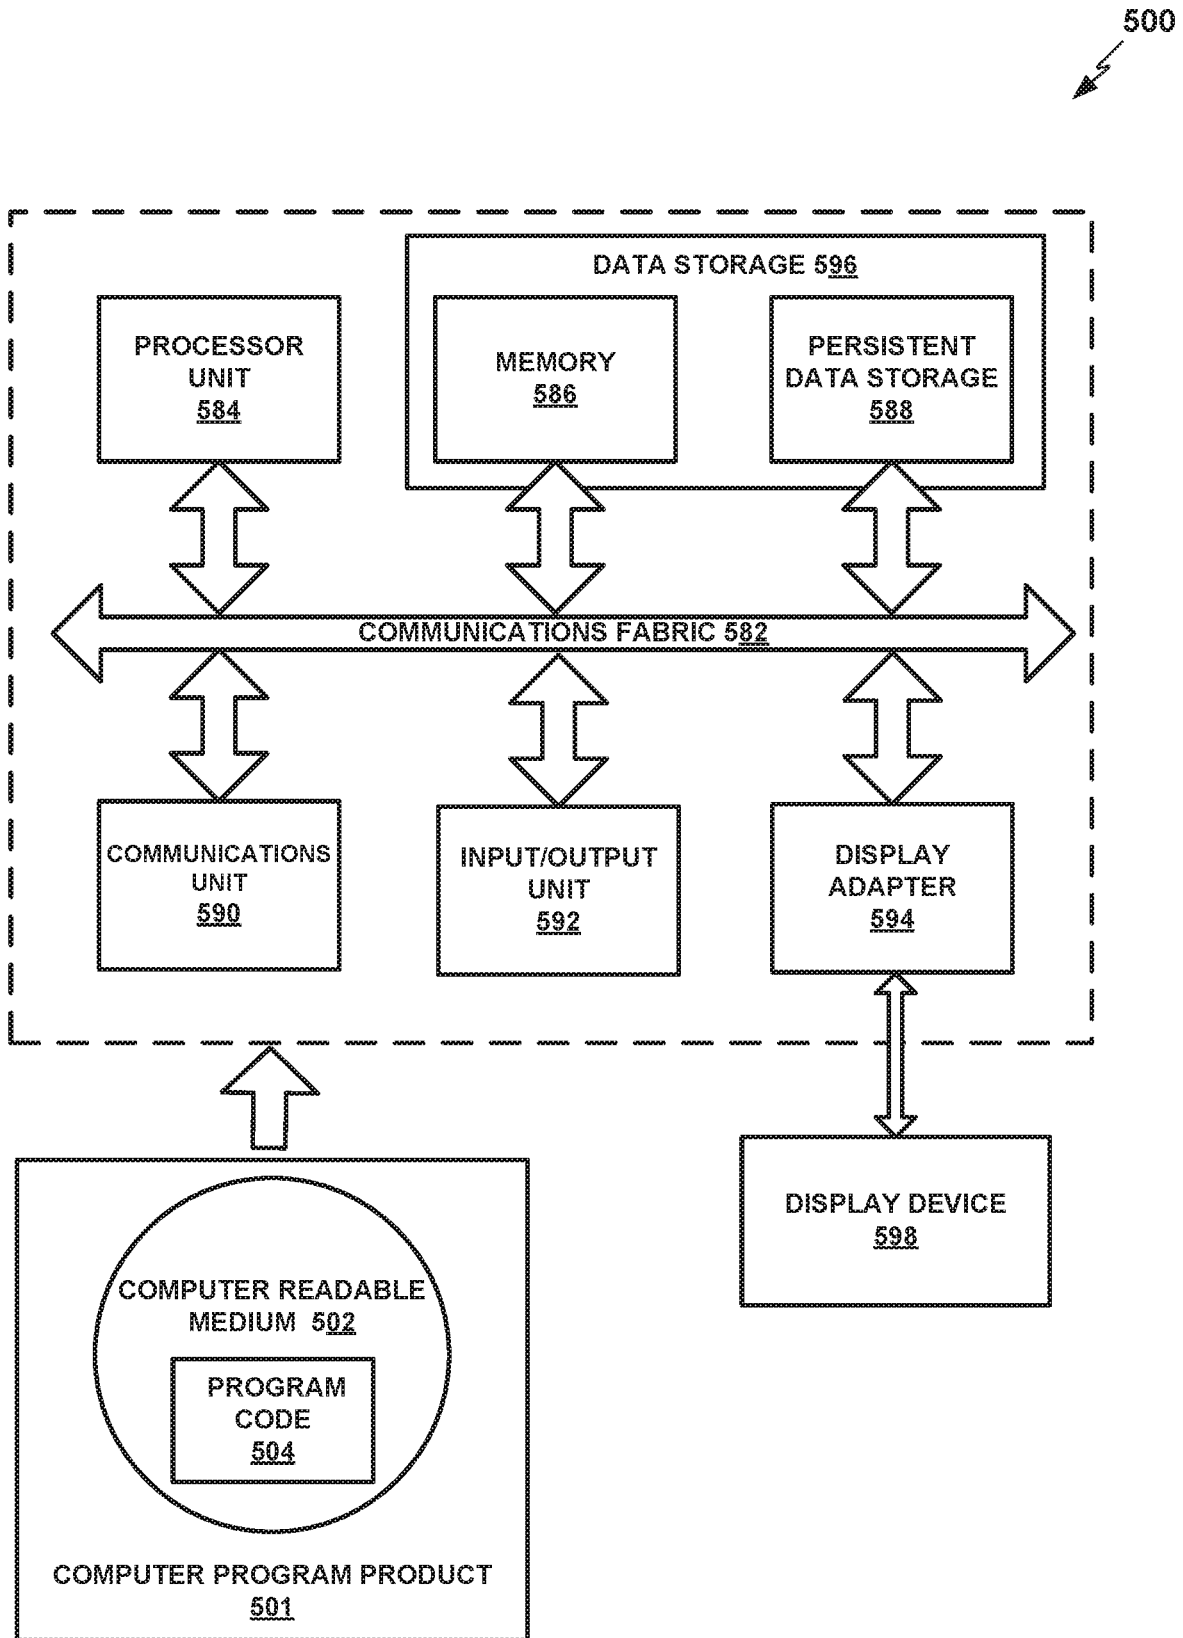 500
DATA STORAGE 596
PROCESSOR
UNIT
584
MEMORY
586
PERSISTENT
DATA STORAGE
588
COMMUNICATIONS FABRIC 582
COMMUNICATIONS
UNIT
590
INPUT/OUTPUT
UNIT
592
DISPLAY
ADAPTER
594
DISPLAY DEVICE
598
COMPUTER READABLE
MEDIUM 502
PROGRAM
CODE
504
COMPUTER PROGRAM PRODUCT
501